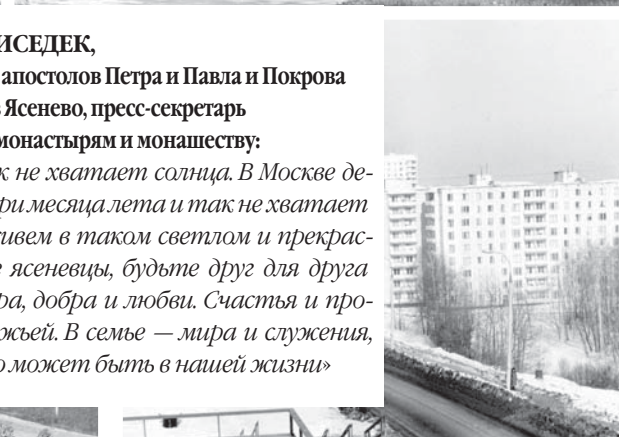 ИСЕДЕК,
апостолов Петра и Павла и Покрова
в Ясенево, пресс-секретарь
монастырям и монашеству:
к не хватает солнца. В Москве де-
ри месяца лета и так не хватает
ивем в таком светлом и прекрас-
е ясеневцы, будьте друг для друга
ра, добра и любви. Счастья и про-
жьей. В семье — мира и служения,
о может быть в нашей жизни»